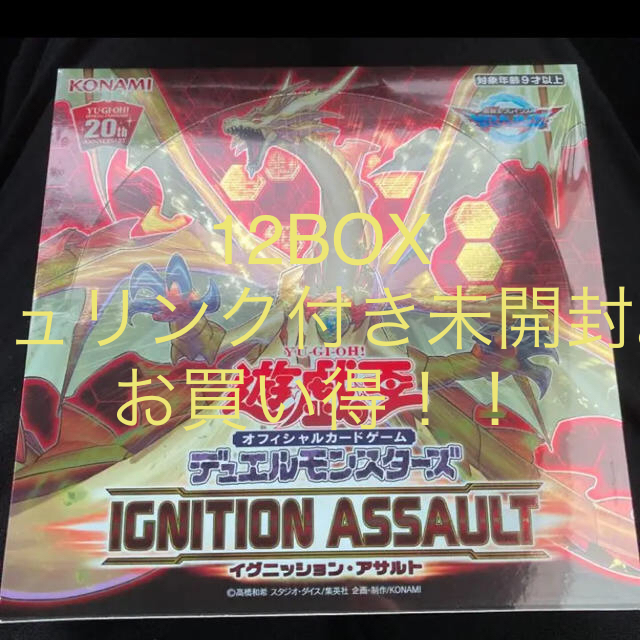 KONAMI
対象年齢9才以上
YU-GI-OH!
20th
ANNIVERSARY
12BOX
ュリンク付き未開封
お買い得！！
YU-GI-OH!
遊戯王
オフィシャルカードゲーム
デュエルモンスターズ
IGNITION ASSAULT
イグニッション・アサルト
©高橋和希 スタジオ・ダイス/集英社 企画・制作/KONAMI